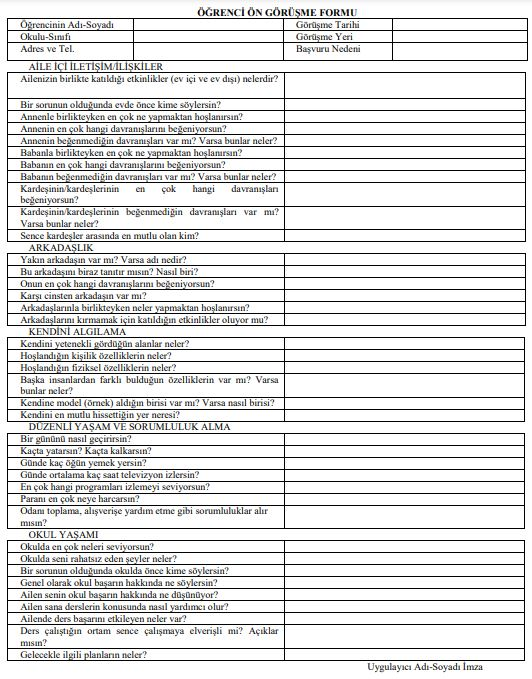 ÖĞRENCİ ÖN GÖRÜŞME FORMU
Öğrencinin Adı-Soyadı
Görüşme Tarihi
Okulu-Sınıfı
Görüşme Yeri
Adres ve Tel.
Başvuru Nedeni
AİLE İÇİ İLETİŞİM/İLİŞKİLER
Ailenizin birlikte katıldığı etkinlikler (ev içi ve ev dışı) nelerdir?
Bir sorunun olduğunda evde önce kime söylersin?
Annenle birlikteyken en çok ne yapmaktan hoşlanırsın?
Annenin en çok hangi davranışlarını beğeniyorsun?
Annenin beğenmediğin davranışları var mı? Varsa bunlar neler?
Babanla birlikteyken en çok ne yapmaktan hoşlanırsın?
Babanın en çok hangi davranışlarını beğeniyorsun?
Babanın beğenmediğin davranışları var mı? Varsa bunlar neler?
Kardeşinin/kardeşlerinin en çok hangi davranışları
beğeniyorsun?
Kardeşinin/kardeşlerinin beğenmediğin davranışları var mı?
Varsa bunlar neler?
Sence kardeşler arasında en mutlu olan kim?
ARKADAŞLIK
Yakın arkadaşın var mı? Varsa adı nedir?
Bu arkadaşını biraz tanıtır mısın? Nasıl biri?
Onun en çok hangi davranışlarını beğeniyorsun?
Karşı cinsten arkadaşın var mı?
Arkadaşlarınla birlikteyken neler yapmaktan hoşlanırsın?
Arkadaşlarını kırmamak için katıldığın etkinlikler oluyor mu?
KENDİNİ ALGILAMA
Kendini yetenekli gördüğün alanlar neler?
Hoşlandığın kişilik özelliklerin neler?
Hoşlandığın fiziksel özelliklerin neler?
Başka insanlardan farklı bulduğun özelliklerin var mı? Varsa
bunlar neler?
Kendine model (örnek) aldığın birisi var mı? Varsa nasıl birisi?
Kendini en mutlu hissettiğin yer neresi?
DÜZENLİ YAŞAM VE SORUMLULUK ALMA
Bir gününü nasıl geçirirsin?
Kaçta yatarsın? Kaçta kalkarsın?
Günde kaç öğün yemek yersin?
Günde ortalama kaç saat televizyon izlersin?
En çok hangi programları izlemeyi seviyorsun?
Paranı en çok neye harcarsın?
Odanı toplama, alışverişe yardım etme gibi sorumluluklar alır
mısın?
OKUL YAŞAMI
Okulda en çok neleri seviyorsun?
Okulda seni rahatsız eden şeyler neler?
Bir sorunun olduğunda okulda önce kime söylersin?
Genel olarak okul başarın hakkında ne söylersin?
Ailen senin okul başarın hakkında ne düşünüyor?
Ailen sana derslerin konusunda nasıl yardımcı olur?
Ailende ders başarını etkileyen neler var?
Ders çalıştığın ortam sence çalışmaya elverişli mi? Açıklar
mısın?
Gelecekle ilgili planların neler?
Uygulayıcı Adı-Soyadı İmza